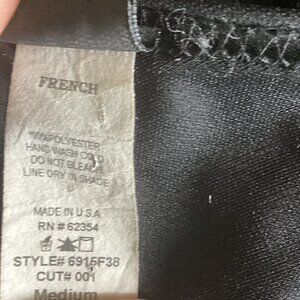 FRENCH
100% POLYESTER
HAND WASH COLD
DO NOT BLEACH
LINE DRY IN SHADE
MADE IN U.S.A.
RN # 62354
STYLE# 6915F38
CUT# 001
Medium